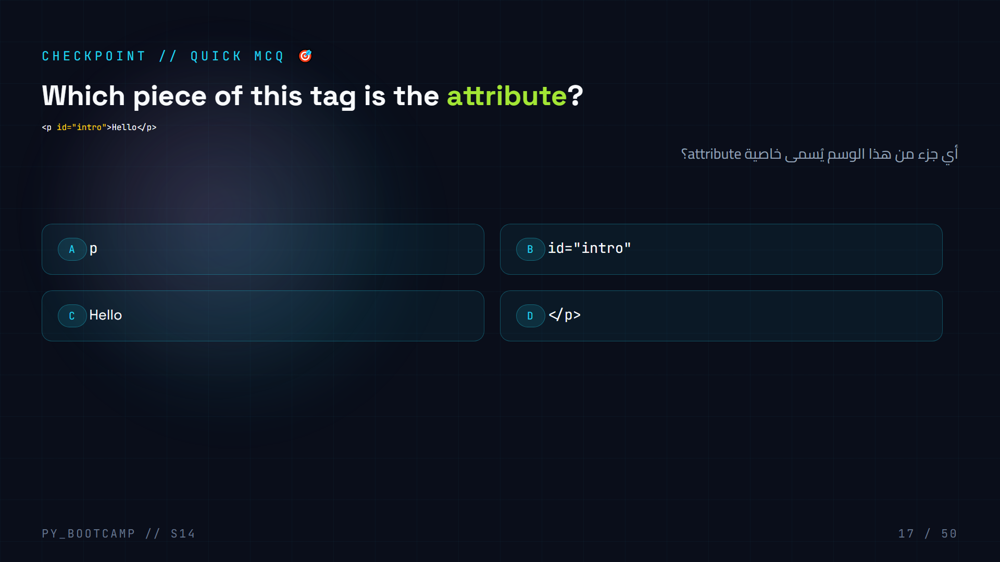 CHECKPOINT // QUICK MCQ 🎯
Which piece of this tag is the attribute?
<p id="intro">Hello</p>
أي جزء من هذا الوسم يُسمى خاصية attribute؟
A p
B id="intro"
C Hello
D </p>
PY_BOOTCAMP // S14
17 / 50